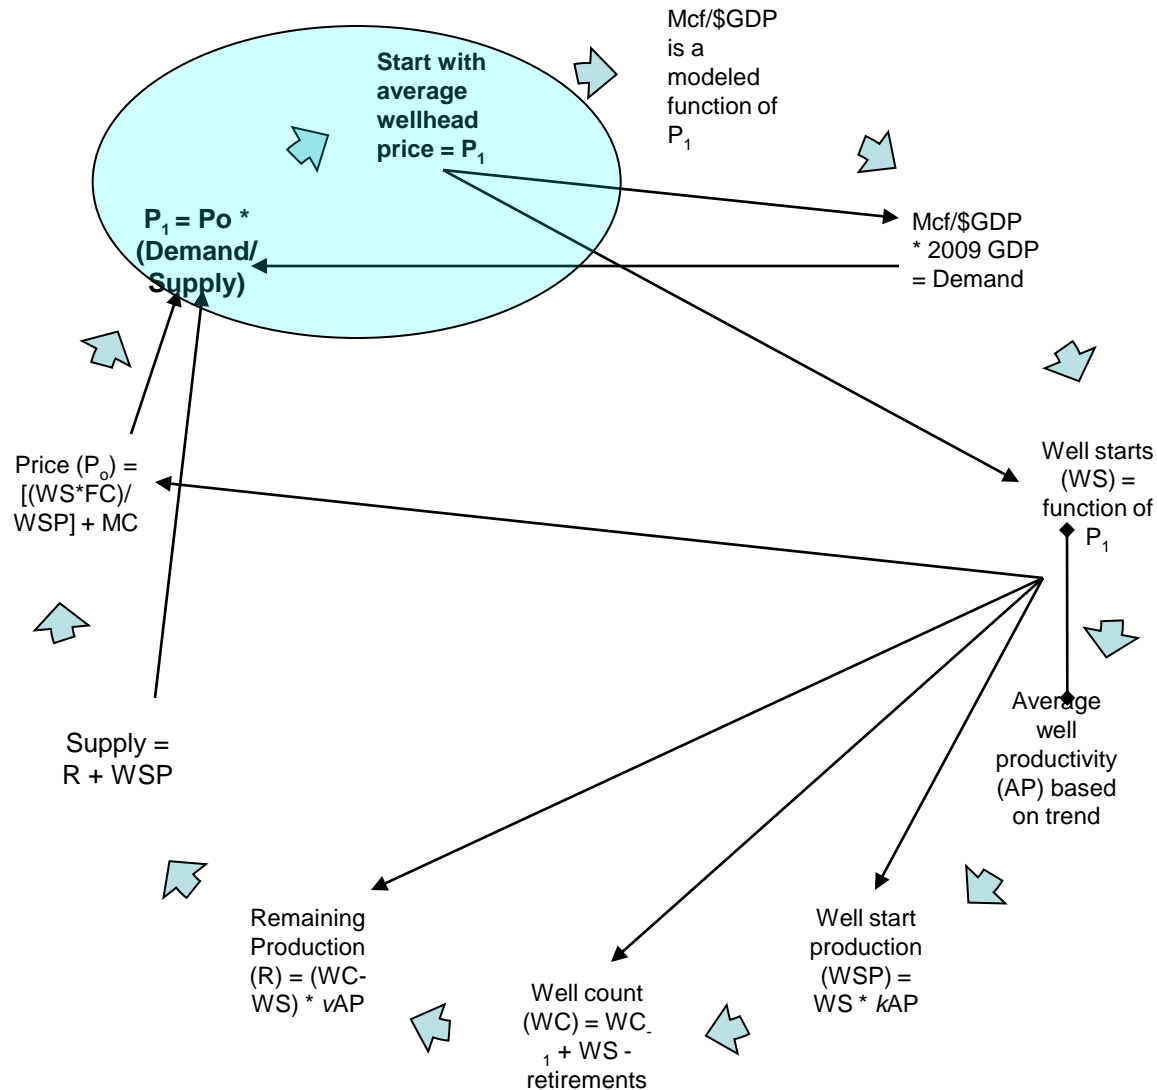 Start with
average
wellhead
price = P₁
Mcf/$GDP
is a
modeled
function of
P₁
Mcf/$GDP
* 2009 GDP
= Demand
Well starts
(WS) =
function of
P₁
Average
well
productivity
(AP) based
on trend
Well start
production
(WSP) =
WS * kAP
Well count
(WC) = WC₋
₁ + WS -
retirements
Remaining
Production
(R) = (WC-
WS) * vAP
Supply =
R + WSP
Price (Pₒ) =
[(WS*FC)/
WSP] + MC
P₁ = Po *
(Demand/
Supply)